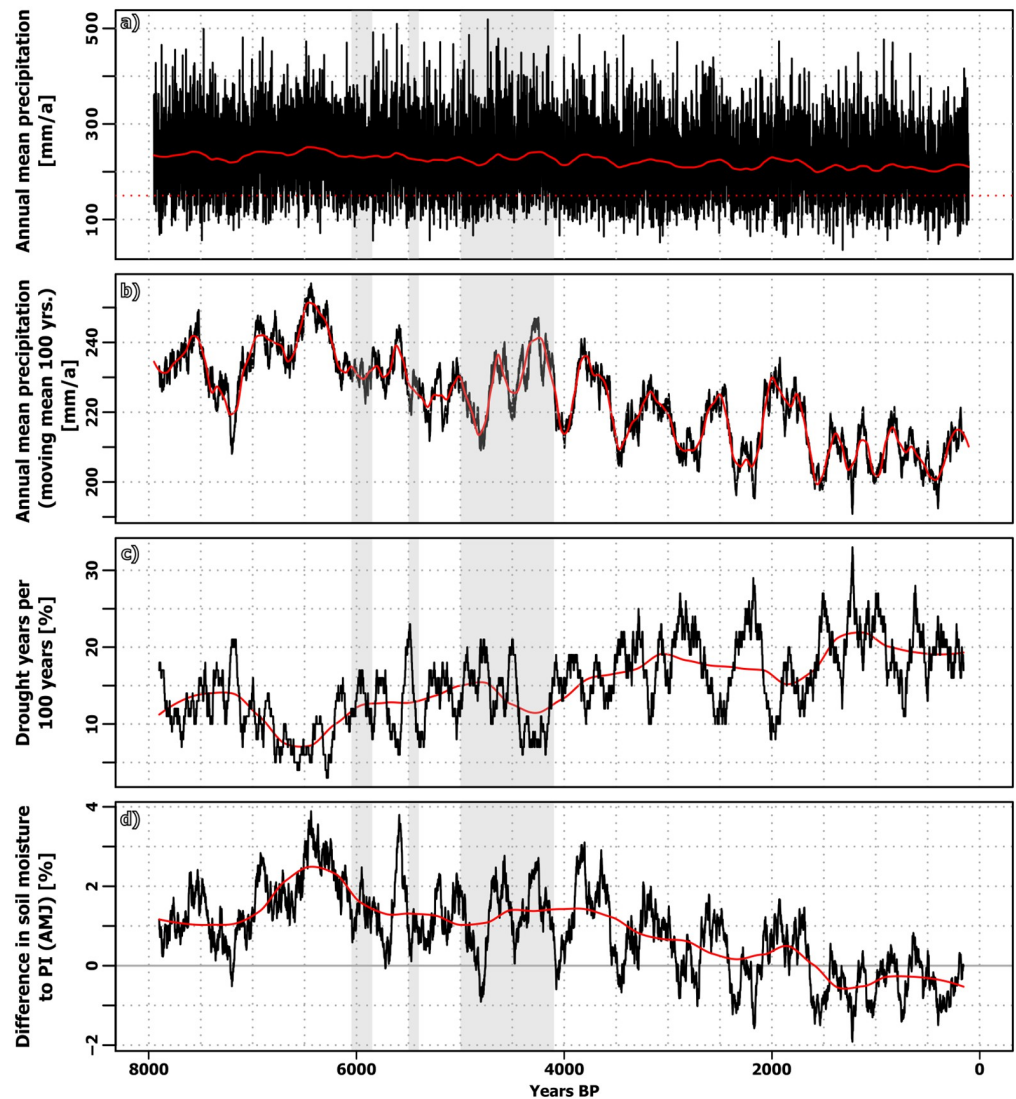 a)
Annual mean precipitation
[mm/a]
500
300
100
b)
Annual mean precipitation
(moving mean 100 yrs.)
[mm/a]
240
220
200
c)
Drought years per
100 years [%]
30
20
10
d)
Difference in soil moisture
to PI (AMJ) [%]
4
2
0
−2
8000 6000 4000 2000 0
Years BP